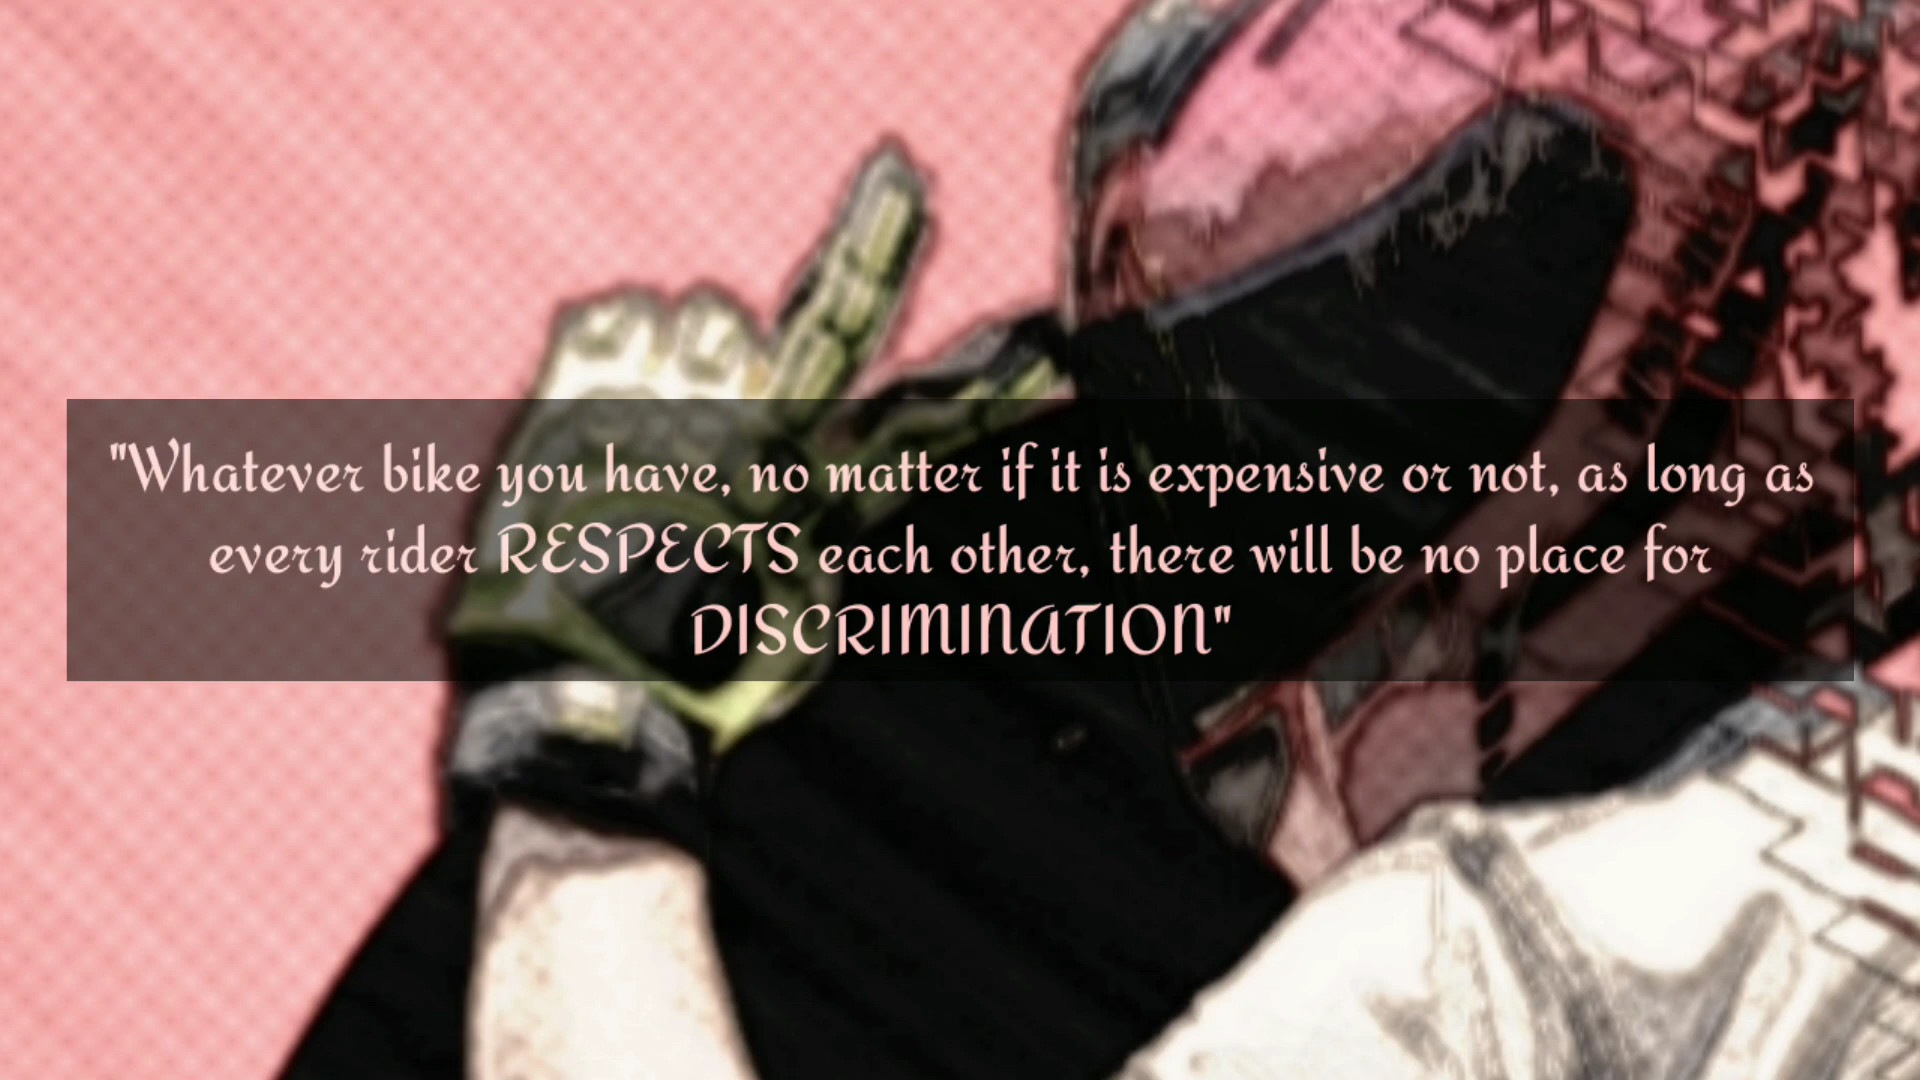 "Whatever bike you have, no matter if it is expensive or not, as long as
every rider RESPECTS each other, there will be no place for
DISCRIMINATION"